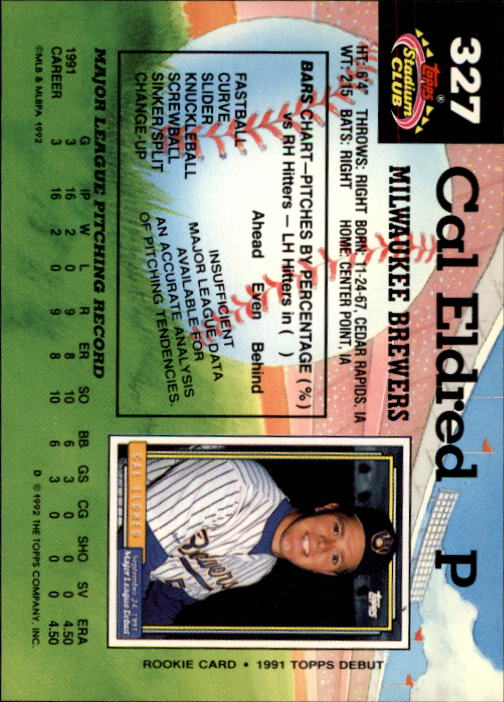 327
Topps®
Stadium
CLUB
Cal Eldred P
MILWAUKEE BREWERS
HT: 6'4" THROWS: RIGHT BORN 11-24-67, CEDAR RAPIDS, IA
WT: 215 BATS: RIGHT HOME: CENTER POINT, IA
BARS CHART—PITCHES BY PERCENTAGE (%)
vs RH Hitters – LH Hitters in ( )
Ahead Even Behind
FASTBALL
CURVE
SLIDER
KNUCKLEBALL
SCREWBALL
SINKER/SPLIT
CHANGE-UP
INSUFFICIENT
MAJOR LEAGUE DATA
AVAILABLE FOR
AN ACCURATE ANALYSIS
OF PITCHING TENDENCIES.
Topps
Brewers
CAL ELDRED
September 24, 1991
Major League Debut
ROOKIE CARD • 1991 TOPPS DEBUT
MAJOR LEAGUE PITCHING RECORD
G IP W L R ER SO BB GS CG SHO SV ERA
1991 3 16 2 0 9 8 10 6 3 0 0 0 4.50
CAREER 3 16 2 0 9 8 10 6 3 0 0 0 4.50
©MLB & MLBPA 1992
D ©1992 THE TOPPS COMPANY, INC.